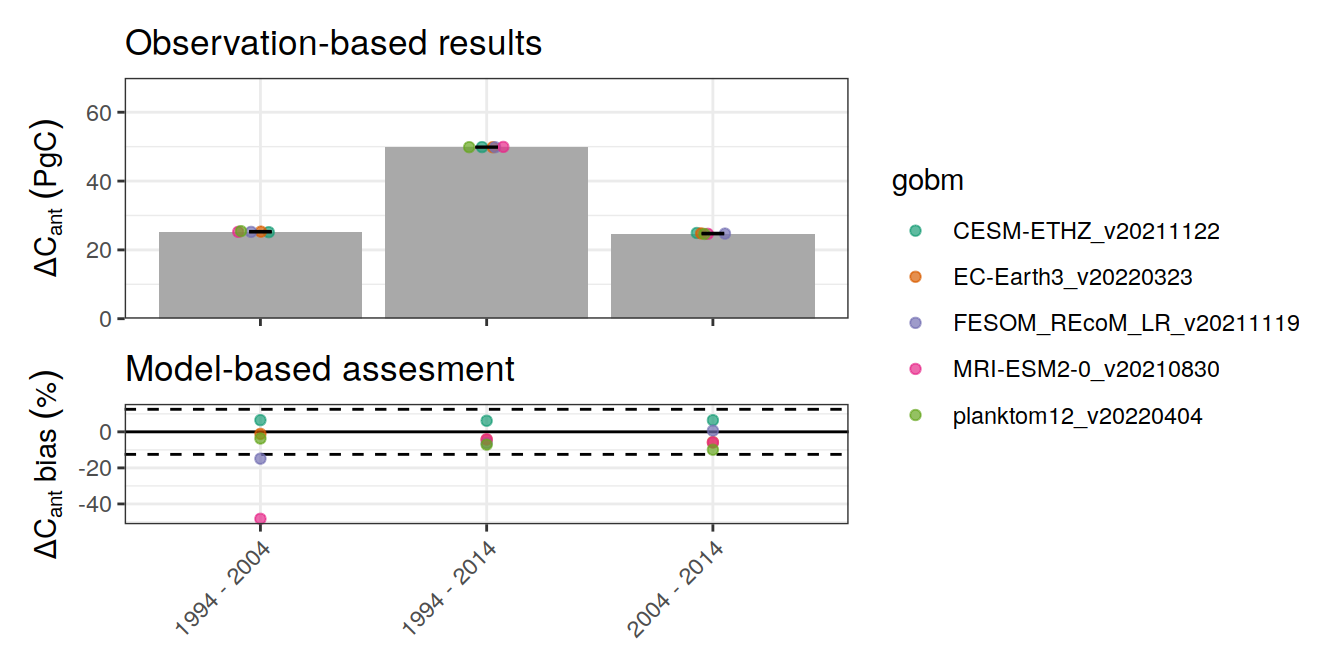 Observation-based results
ΔCant (PgC)
60
40
20
0
Model-based assesment
ΔCant bias (%)
0
-20
-40
1994 - 2004
1994 - 2014
2004 - 2014
gobm
CESM-ETHZ_v20211122
EC-Earth3_v20220323
FESOM_REcoM_LR_v20211119
MRI-ESM2-0_v20210830
planktom12_v20220404